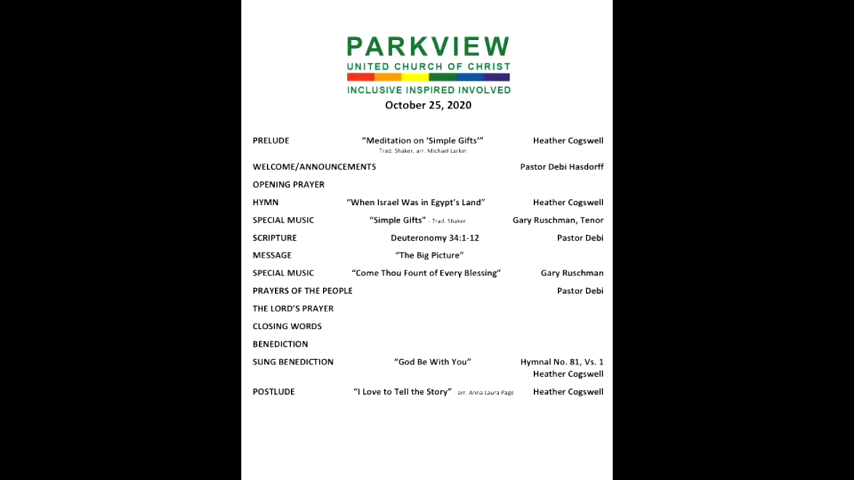 PARKVIEW
UNITED CHURCH OF CHRIST
INCLUSIVE INSPIRED INVOLVED
October 25, 2020
PRELUDE “Meditation on ‘Simple Gifts’” Heather Cogswell
Trad. Shaker, arr. Michael Larkin
WELCOME/ANNOUNCEMENTS Pastor Debi Hasdorff
OPENING PRAYER
HYMN “When Israel Was in Egypt’s Land” Heather Cogswell
SPECIAL MUSIC “Simple Gifts” - Trad. Shaker Gary Ruschman, Tenor
SCRIPTURE Deuteronomy 34:1-12 Pastor Debi
MESSAGE “The Big Picture”
SPECIAL MUSIC “Come Thou Fount of Every Blessing” Gary Ruschman
PRAYERS OF THE PEOPLE Pastor Debi
THE LORD’S PRAYER
CLOSING WORDS
BENEDICTION
SUNG BENEDICTION “God Be With You” Hymnal No. 81, Vs. 1
Heather Cogswell
POSTLUDE “I Love to Tell the Story” - arr. Anna Laura Page Heather Cogswell